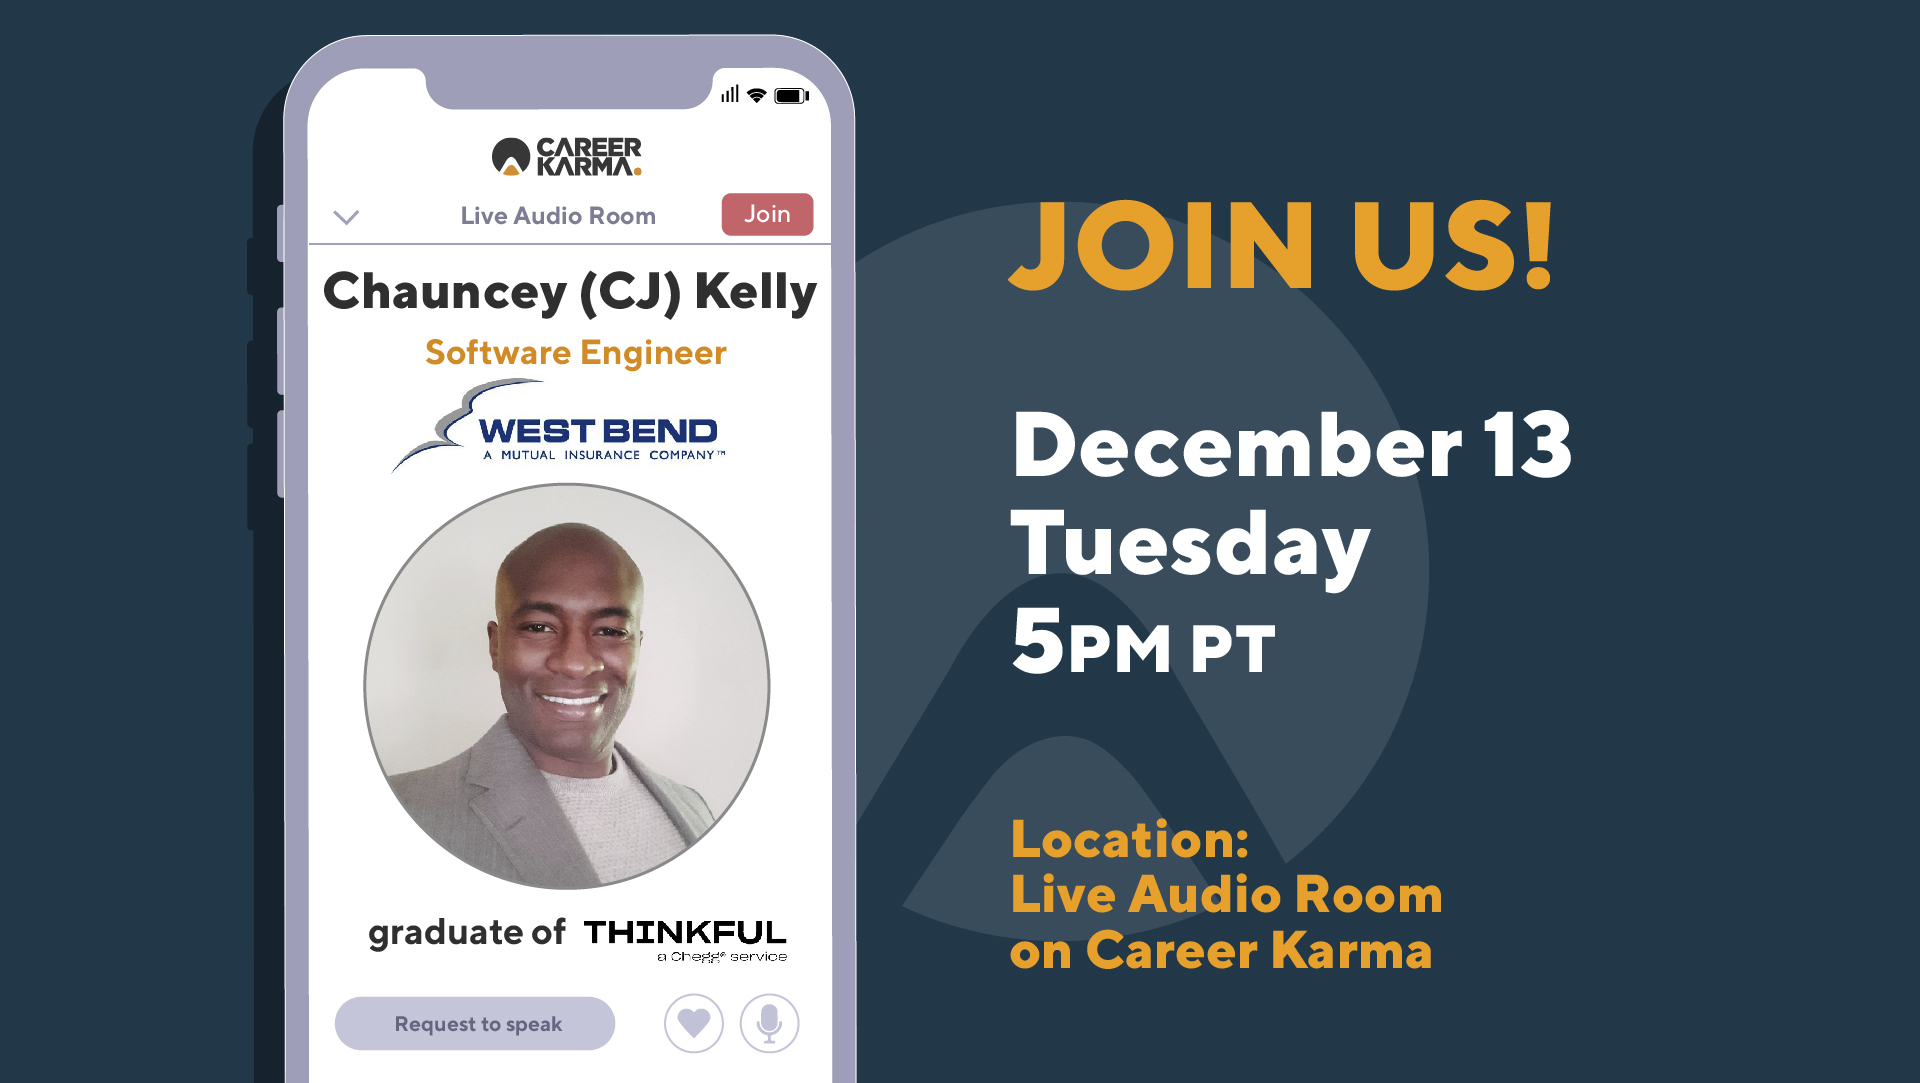 CAREER
KARMA.
Live Audio Room
Join
Chauncey (CJ) Kelly
Software Engineer
WEST BEND
A MUTUAL INSURANCE COMPANY™
graduate of THINKFUL
a Chegg® service
Request to speak
JOIN US!
December 13
Tuesday
5PM PT
Location:
Live Audio Room
on Career Karma